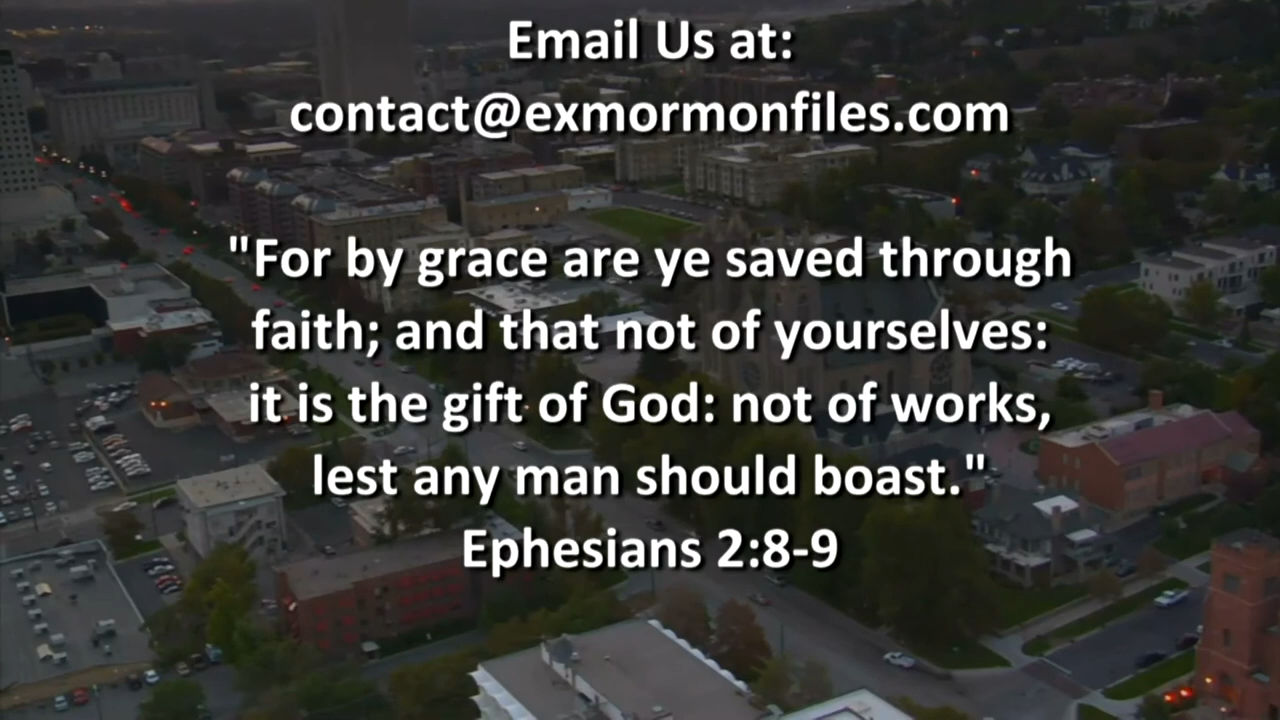 Email Us at:
contact@exmormonfiles.com
"For by grace are ye saved through
faith; and that not of yourselves:
it is the gift of God: not of works,
lest any man should boast."
Ephesians 2:8-9